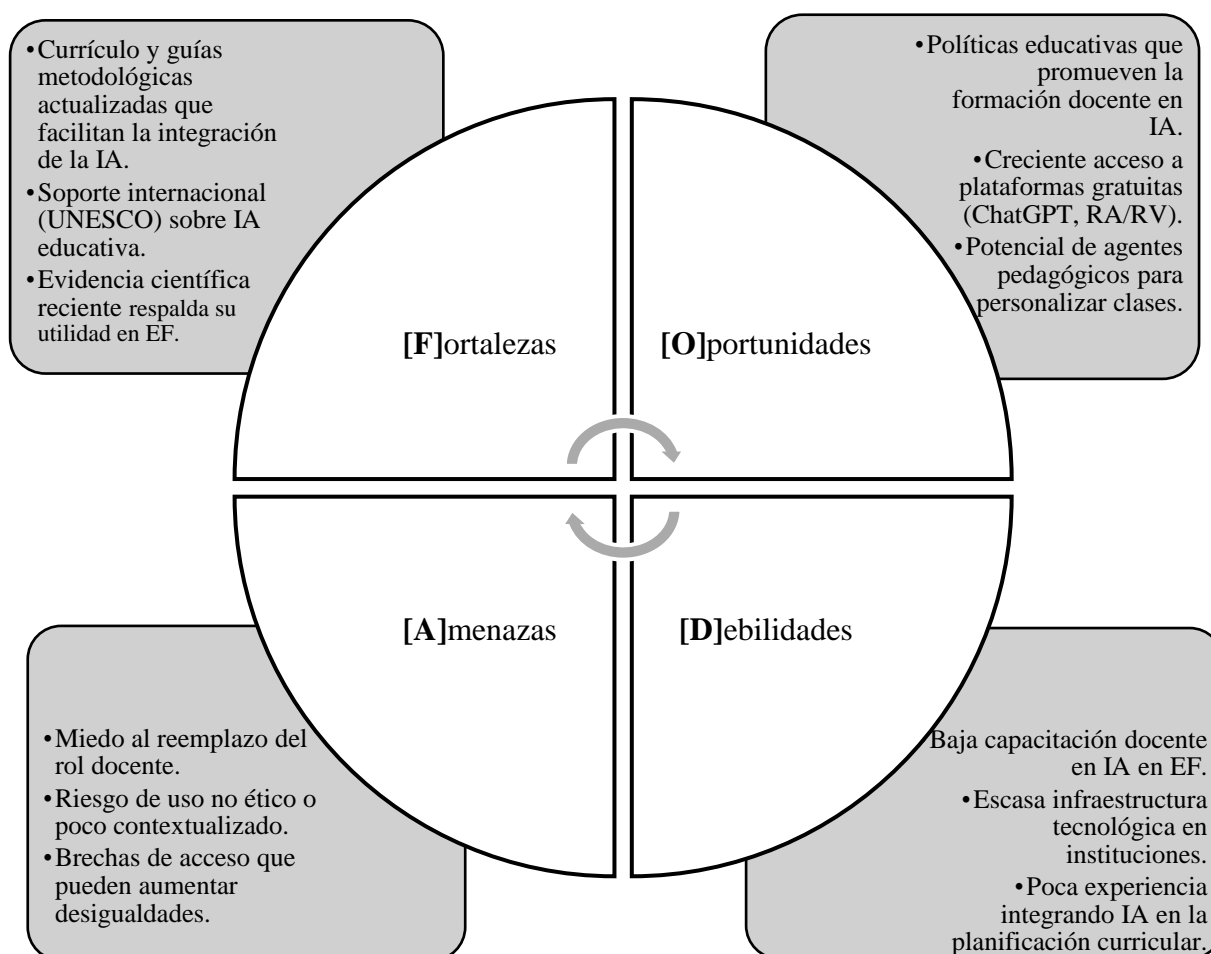 •Currículo y guías
metodológicas
actualizadas que
facilitan la integración
de la IA.
•Soporte internacional
(UNESCO) sobre IA
educativa.
•Evidencia científica
reciente respalda su
utilidad en EF.
•Políticas educativas que
promueven la
formación docente en
IA.
•Creciente acceso a
plataformas gratuitas
(ChatGPT, RA/RV).
•Potencial de agentes
pedagógicos para
personalizar clases.
[F]ortalezas
[O]portunidades
[A]menazas
[D]ebilidades
•Miedo al reemplazo del
rol docente.
•Riesgo de uso no ético o
poco contextualizado.
•Brechas de acceso que
pueden aumentar
desigualdades.
Baja capacitación docente
en IA en EF.
•Escasa infraestructura
tecnológica en
instituciones.
•Poca experiencia
integrando IA en la
planificación curricular.